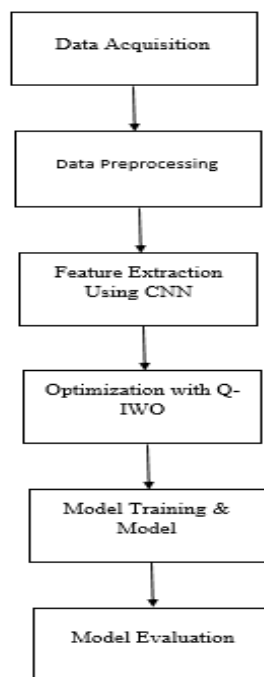 Data Acquisition
Data Preprocessing
Feature Extraction
Using CNN
Optimization with Q-
IWO
Model Training &
Model
Model Evaluation